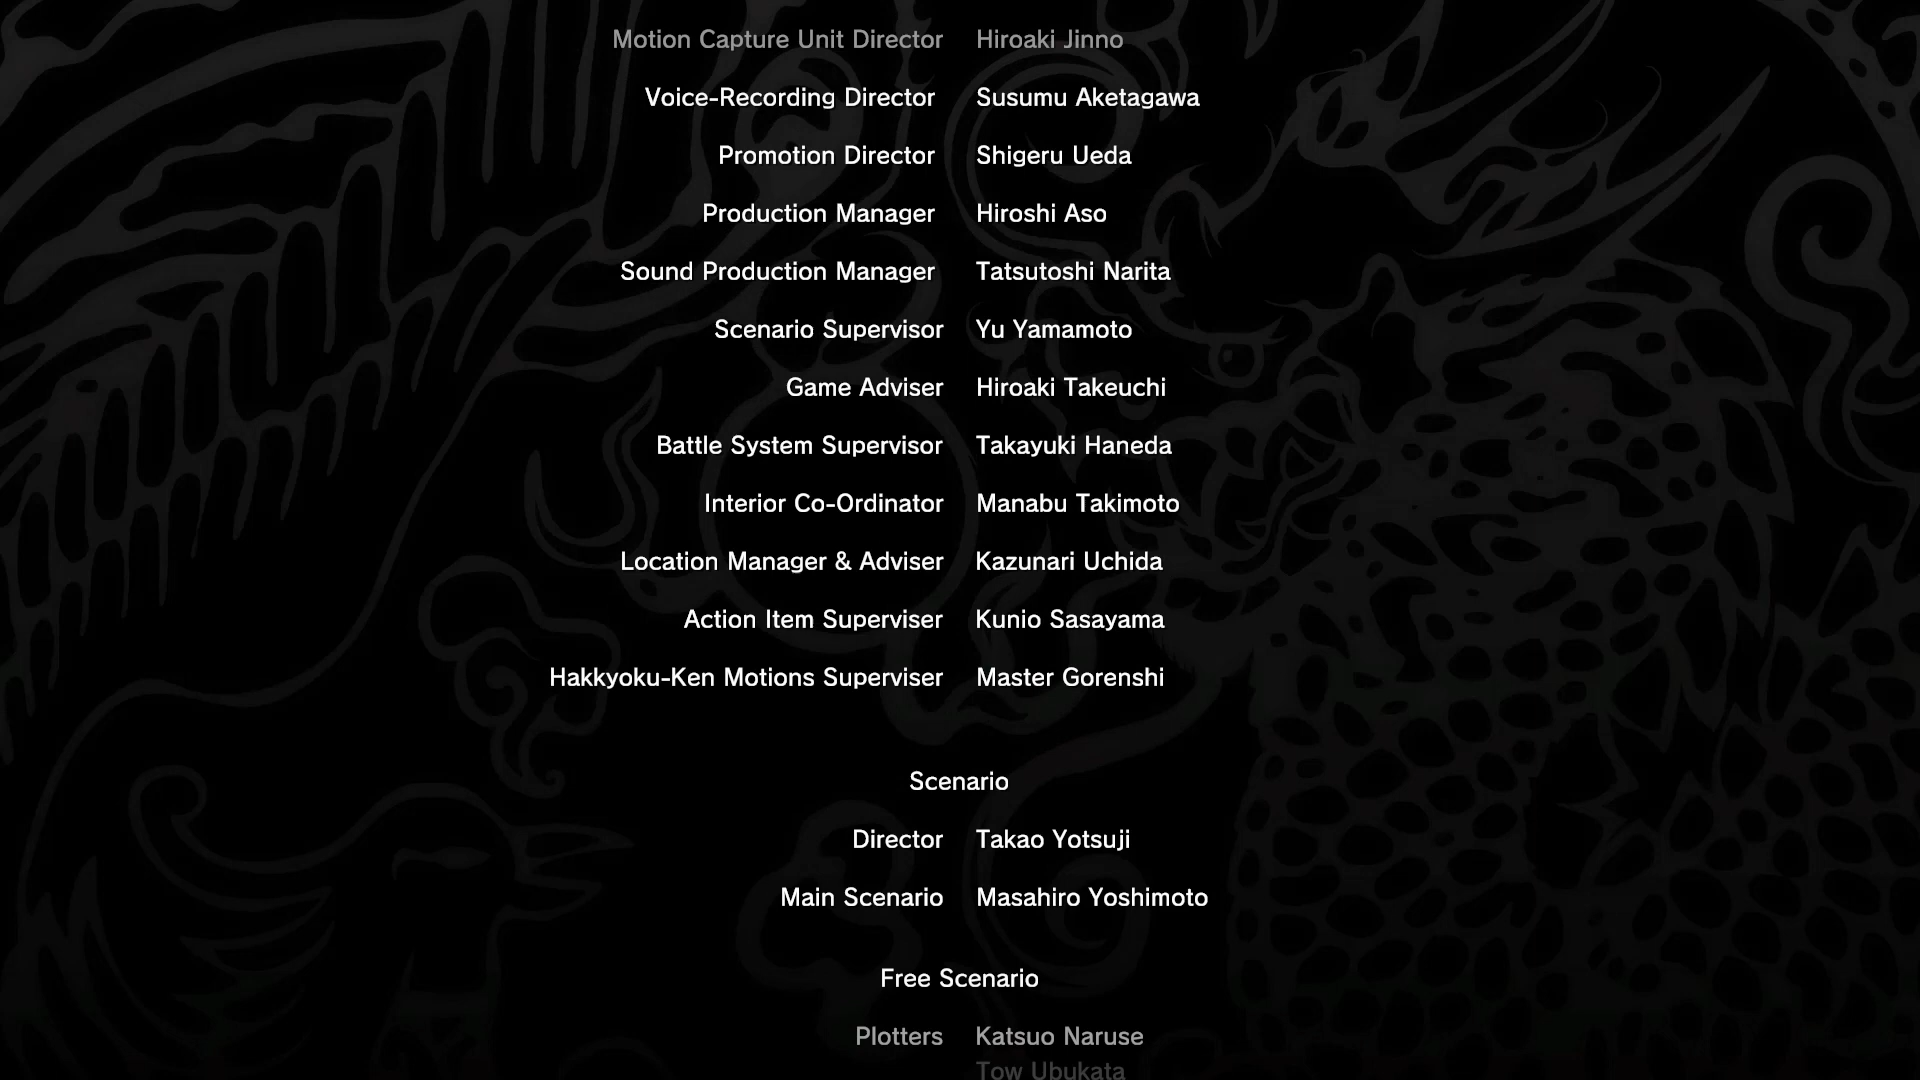 Motion Capture Unit Director Hiroaki Jinno
Voice-Recording Director Susumu Aketagawa
Promotion Director Shigeru Ueda
Production Manager Hiroshi Aso
Sound Production Manager Tatsutoshi Narita
Scenario Supervisor Yu Yamamoto
Game Adviser Hiroaki Takeuchi
Battle System Supervisor Takayuki Haneda
Interior Co-Ordinator Manabu Takimoto
Location Manager & Adviser Kazunari Uchida
Action Item Superviser Kunio Sasayama
Hakkyoku-Ken Motions Superviser Master Gorenshi
Scenario
Director Takao Yotsuji
Main Scenario Masahiro Yoshimoto
Free Scenario
Plotters Katsuo Naruse
Tow Ubukata